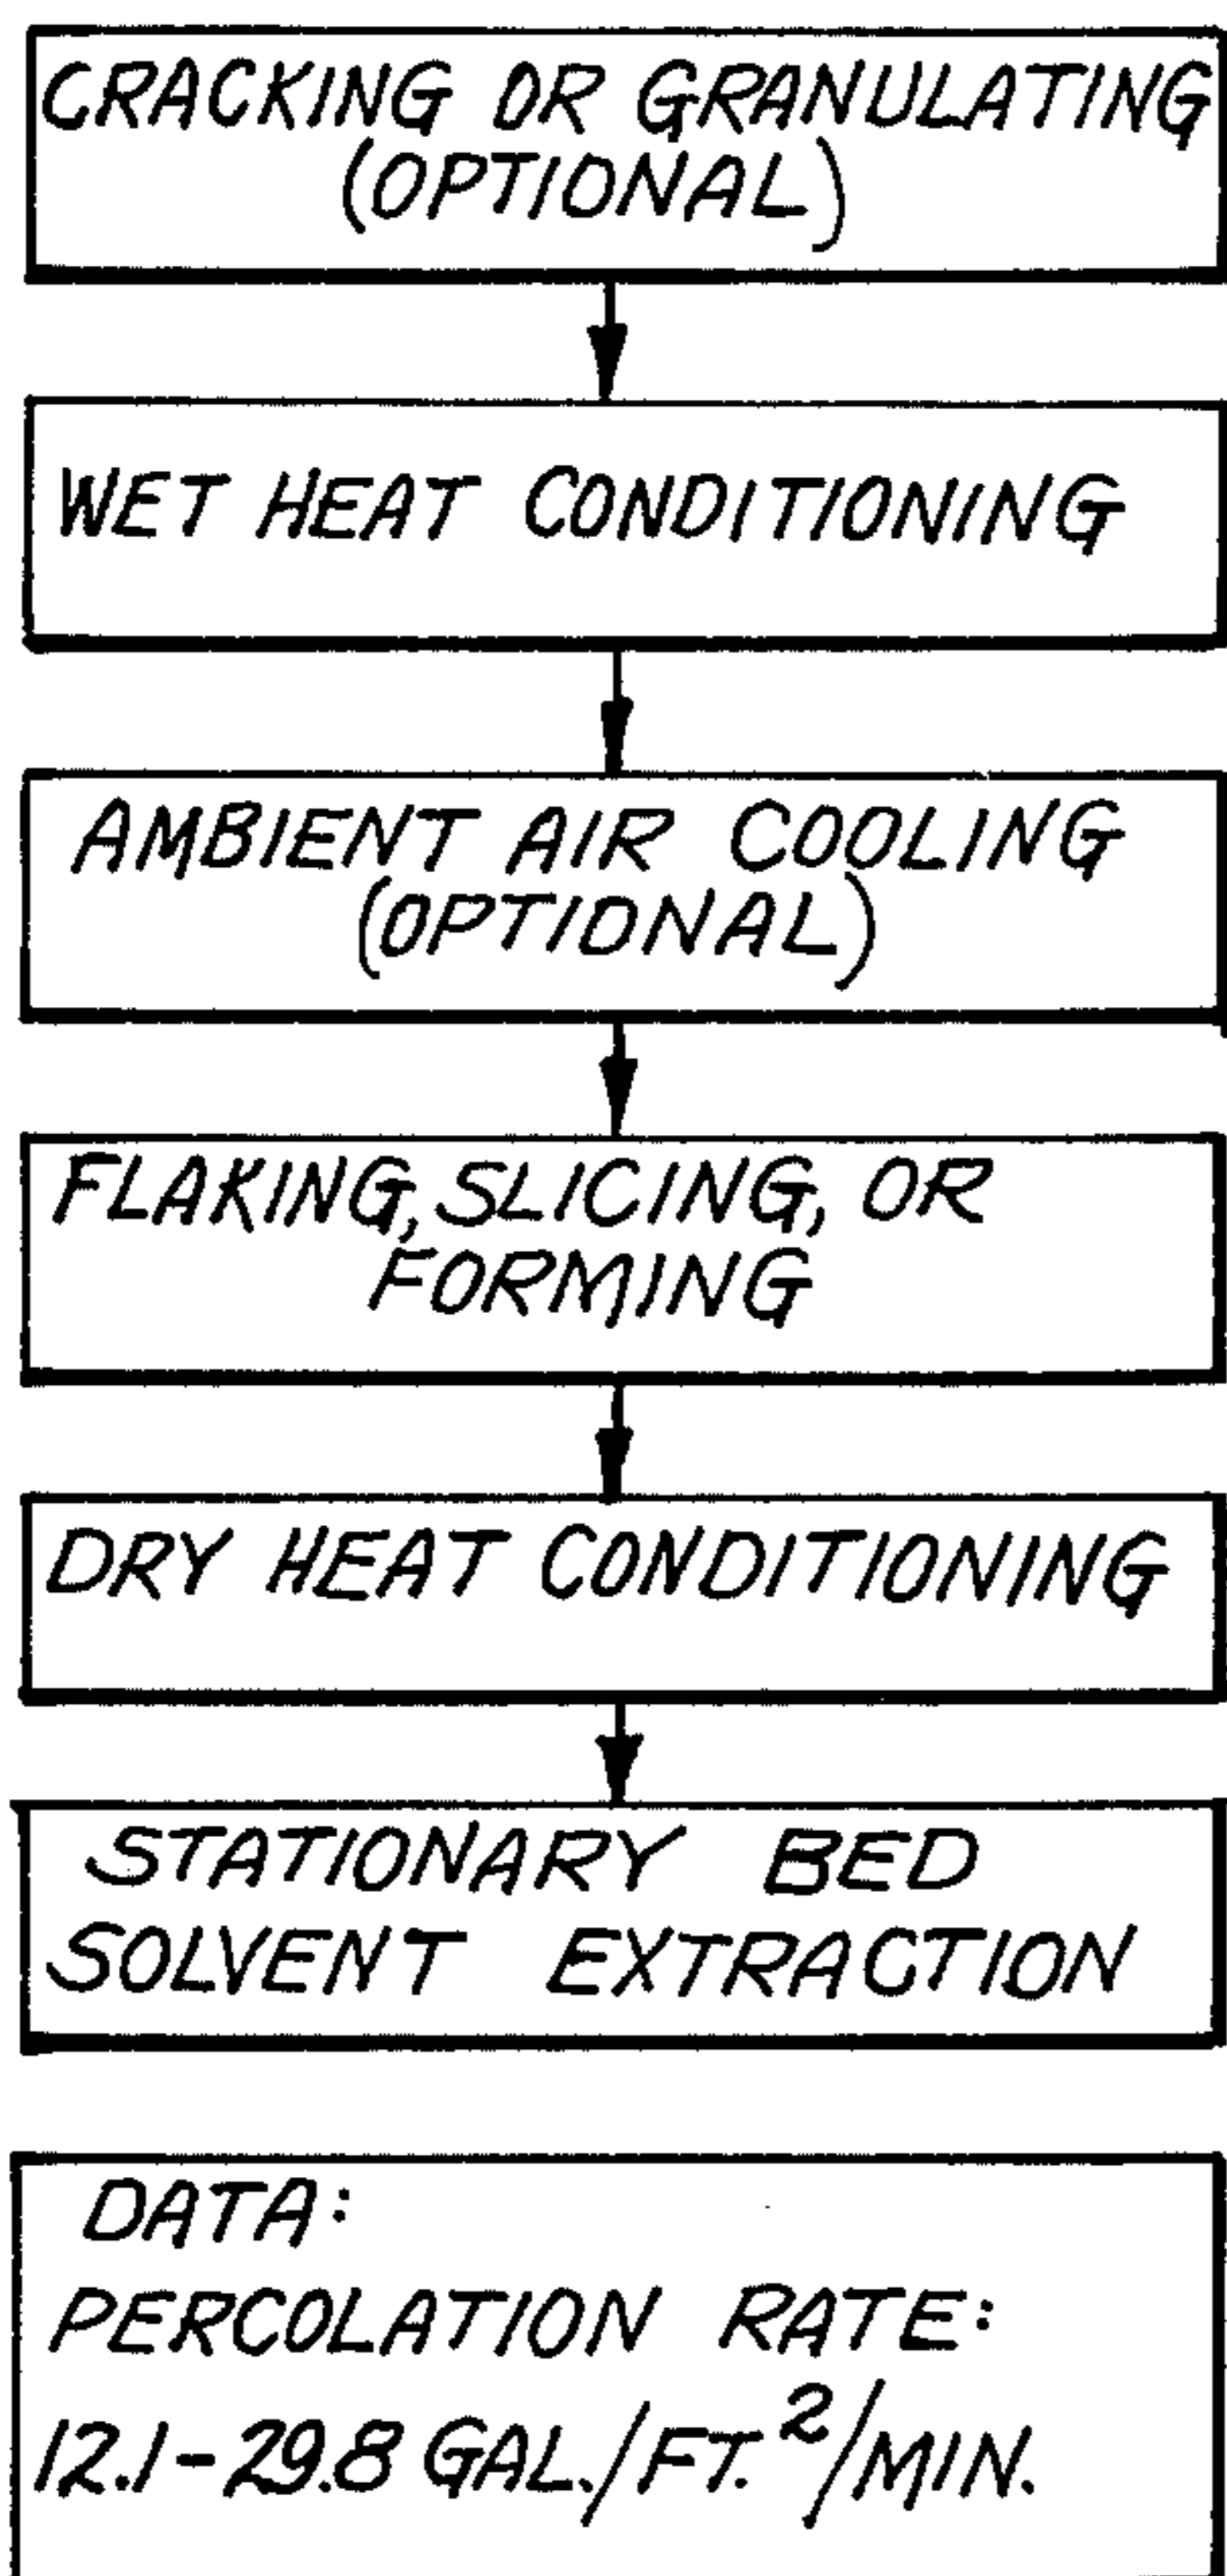 CRACKING OR GRANULATING
(OPTIONAL)
WET HEAT CONDITIONING
AMBIENT AIR COOLING
(OPTIONAL)
FLAKING, SLICING, OR
FORMING
DRY HEAT CONDITIONING
STATIONARY BED
SOLVENT EXTRACTION
DATA:
PERCOLATION RATE:
12.1-29.8 GAL./FT.²/MIN.